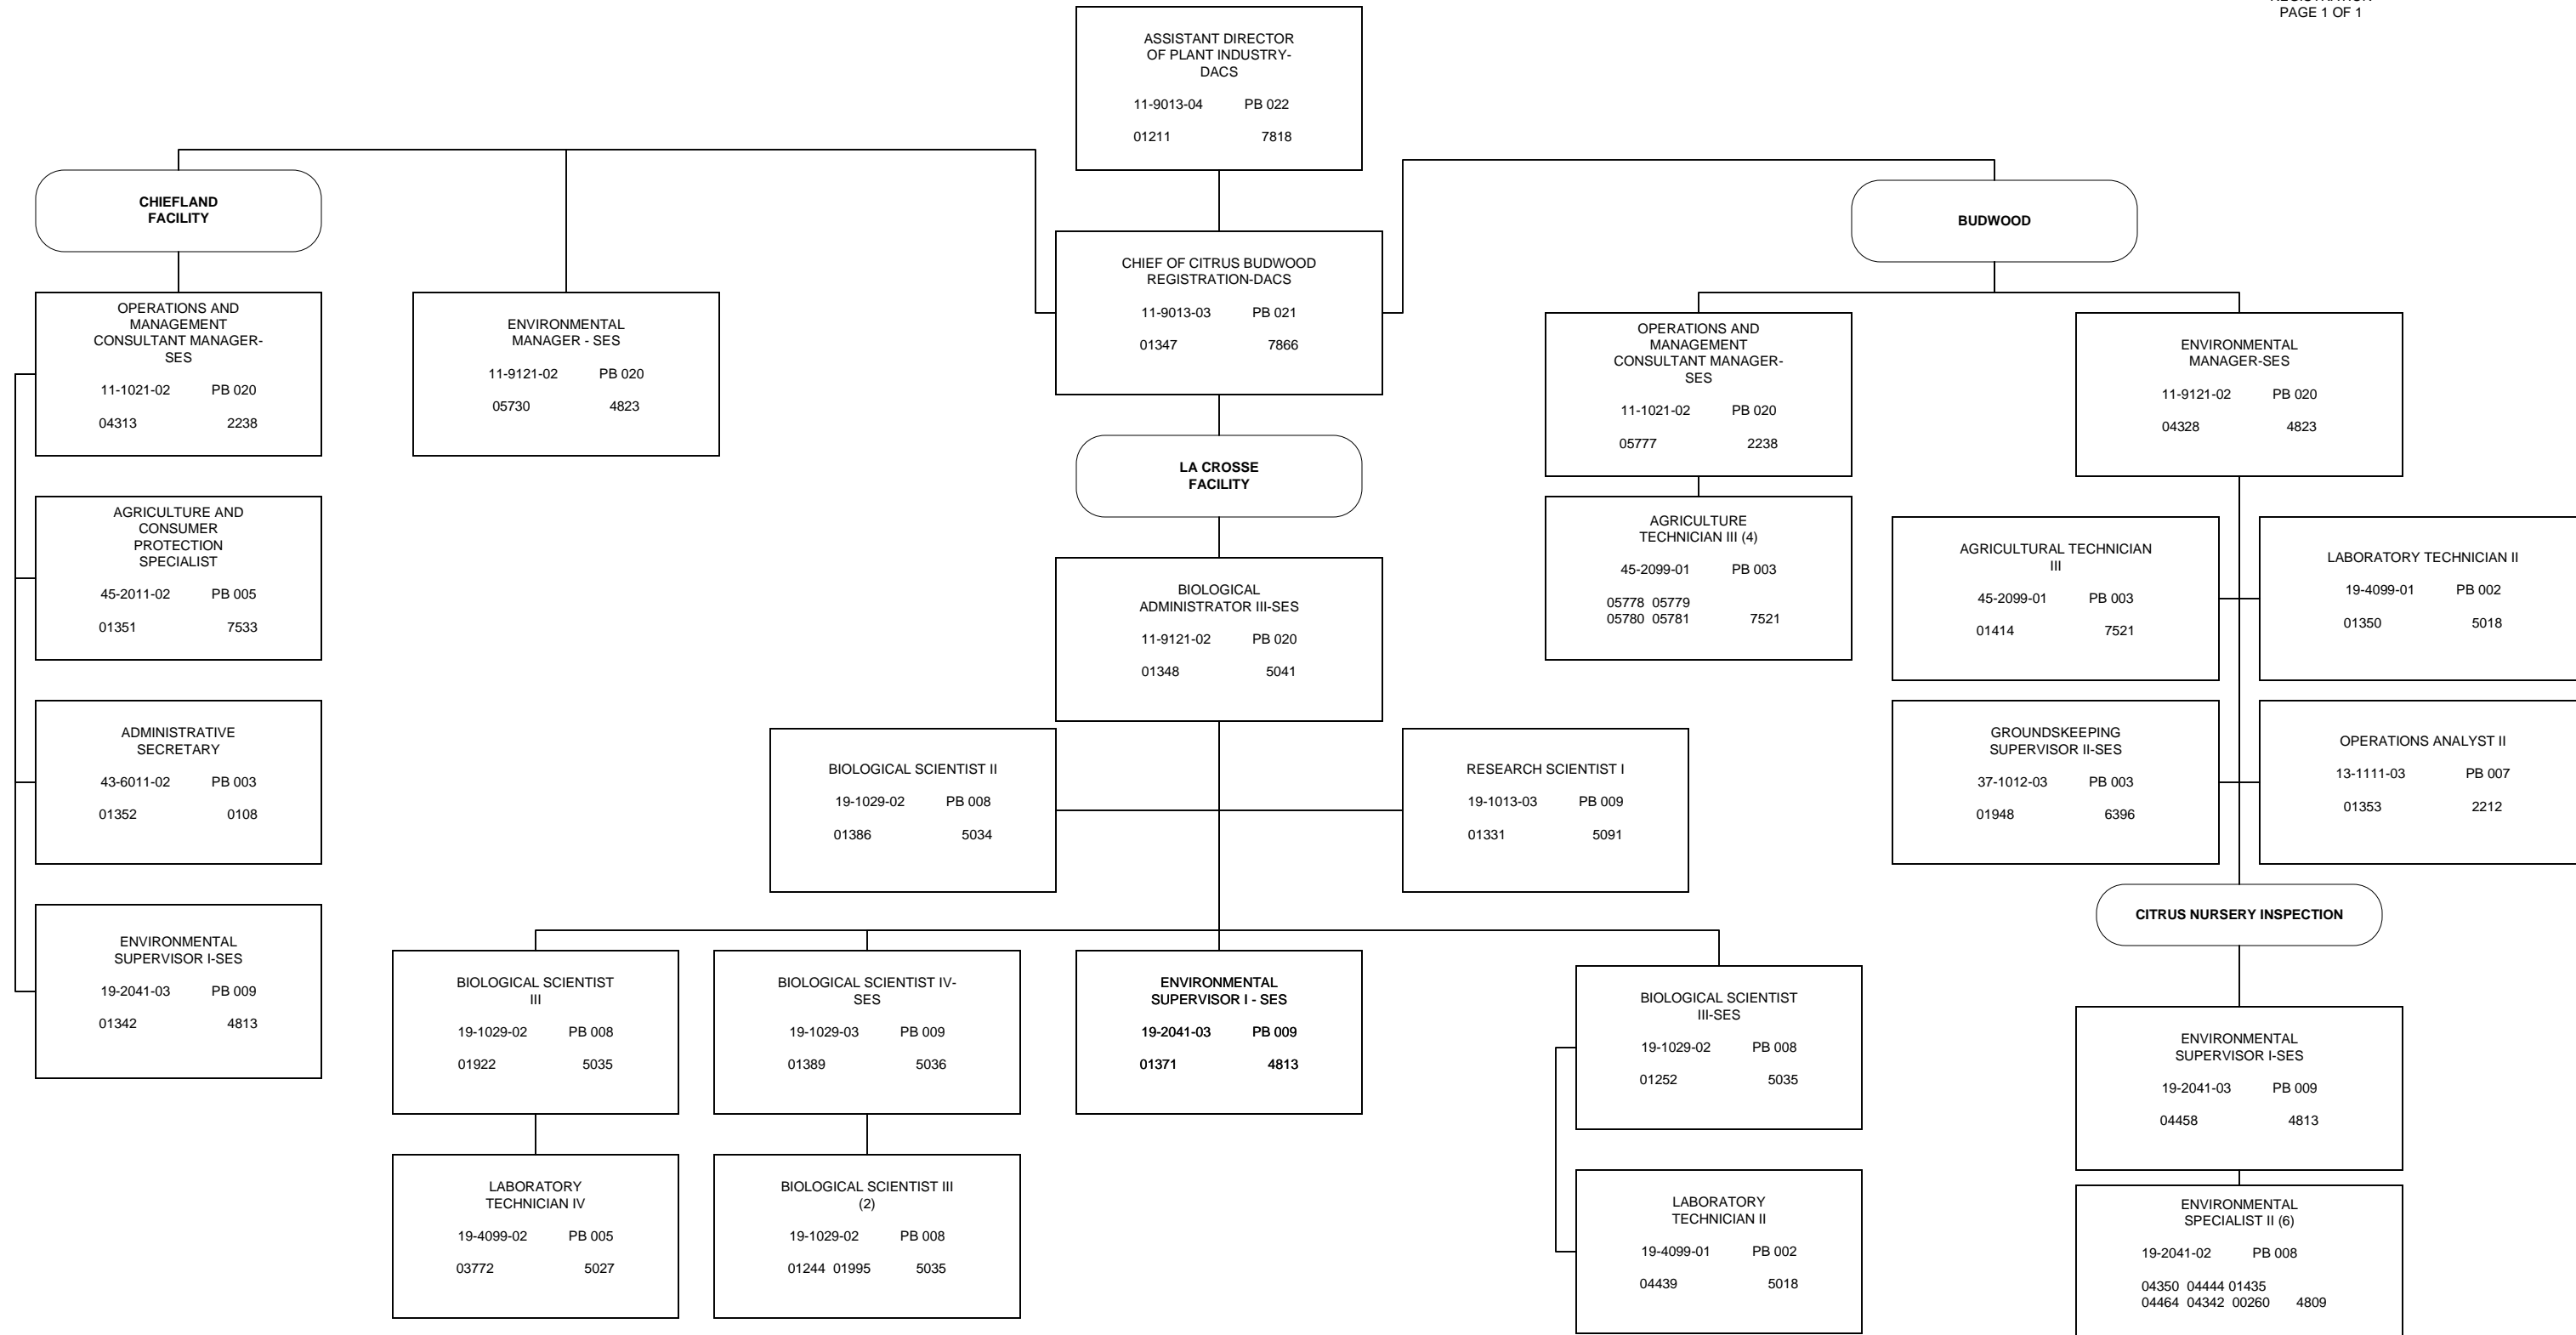 PAGE 1 OF 1
ASSISTANT DIRECTOR
OF PLANT INDUSTRY-
DACS
11-9013-04 PB 022
01211 7818
CHIEFLAND
FACILITY
BUDWOOD
CHIEF OF CITRUS BUDWOOD
REGISTRATION-DACS
11-9013-03 PB 021
01347 7866
OPERATIONS AND
MANAGEMENT
CONSULTANT MANAGER-
SES
11-1021-02 PB 020
04313 2238
ENVIRONMENTAL
MANAGER - SES
11-9121-02 PB 020
05730 4823
OPERATIONS AND
MANAGEMENT
CONSULTANT MANAGER-
SES
11-1021-02 PB 020
05777 2238
ENVIRONMENTAL
MANAGER-SES
11-9121-02 PB 020
04328 4823
LA CROSSE
FACILITY
AGRICULTURE AND
CONSUMER
PROTECTION
SPECIALIST
45-2011-02 PB 005
01351 7533
AGRICULTURE
TECHNICIAN III (4)
45-2099-01 PB 003
05778 05779
05780 05781 7521
AGRICULTURAL TECHNICIAN
III
45-2099-01 PB 003
01414 7521
LABORATORY TECHNICIAN II
19-4099-01 PB 002
01350 5018
BIOLOGICAL
ADMINISTRATOR III-SES
11-9121-02 PB 020
01348 5041
ADMINISTRATIVE
SECRETARY
43-6011-02 PB 003
01352 0108
BIOLOGICAL SCIENTIST II
19-1029-02 PB 008
01386 5034
RESEARCH SCIENTIST I
19-1013-03 PB 009
01331 5091
GROUNDSKEEPING
SUPERVISOR II-SES
37-1012-03 PB 003
01948 6396
OPERATIONS ANALYST II
13-1111-03 PB 007
01353 2212
CITRUS NURSERY INSPECTION
ENVIRONMENTAL
SUPERVISOR I-SES
19-2041-03 PB 009
01342 4813
BIOLOGICAL SCIENTIST
III
19-1029-02 PB 008
01922 5035
BIOLOGICAL SCIENTIST IV-
SES
19-1029-03 PB 009
01389 5036
ENVIRONMENTAL
SUPERVISOR I - SES
19-2041-03 PB 009
01371 4813
BIOLOGICAL SCIENTIST
III-SES
19-1029-02 PB 008
01252 5035
ENVIRONMENTAL
SUPERVISOR I-SES
19-2041-03 PB 009
04458 4813
LABORATORY
TECHNICIAN IV
19-4099-02 PB 005
03772 5027
BIOLOGICAL SCIENTIST III
(2)
19-1029-02 PB 008
01244 01995 5035
LABORATORY
TECHNICIAN II
19-4099-01 PB 002
04439 5018
ENVIRONMENTAL
SPECIALIST II (6)
19-2041-02 PB 008
04350 04444 01435
04464 04342 00260 4809